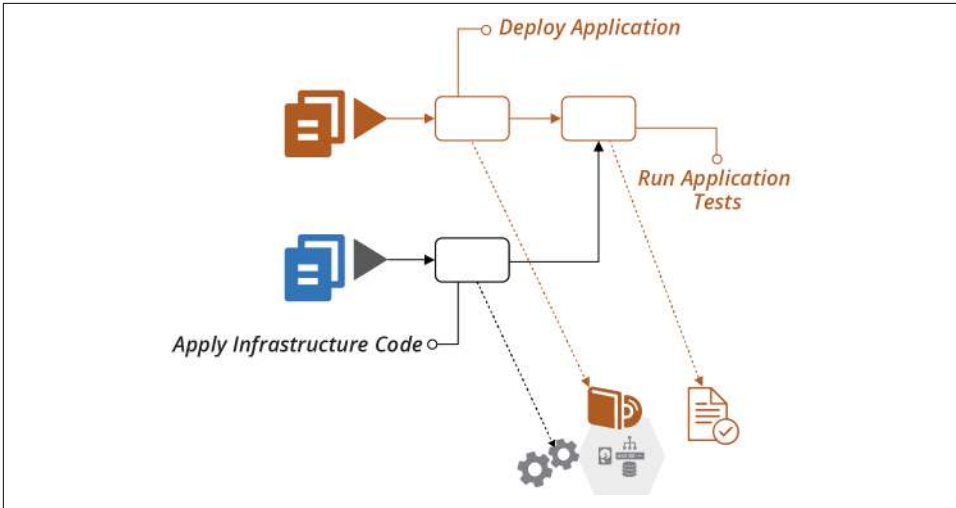 Deploy Application
Run Application
Tests
Apply Infrastructure Code